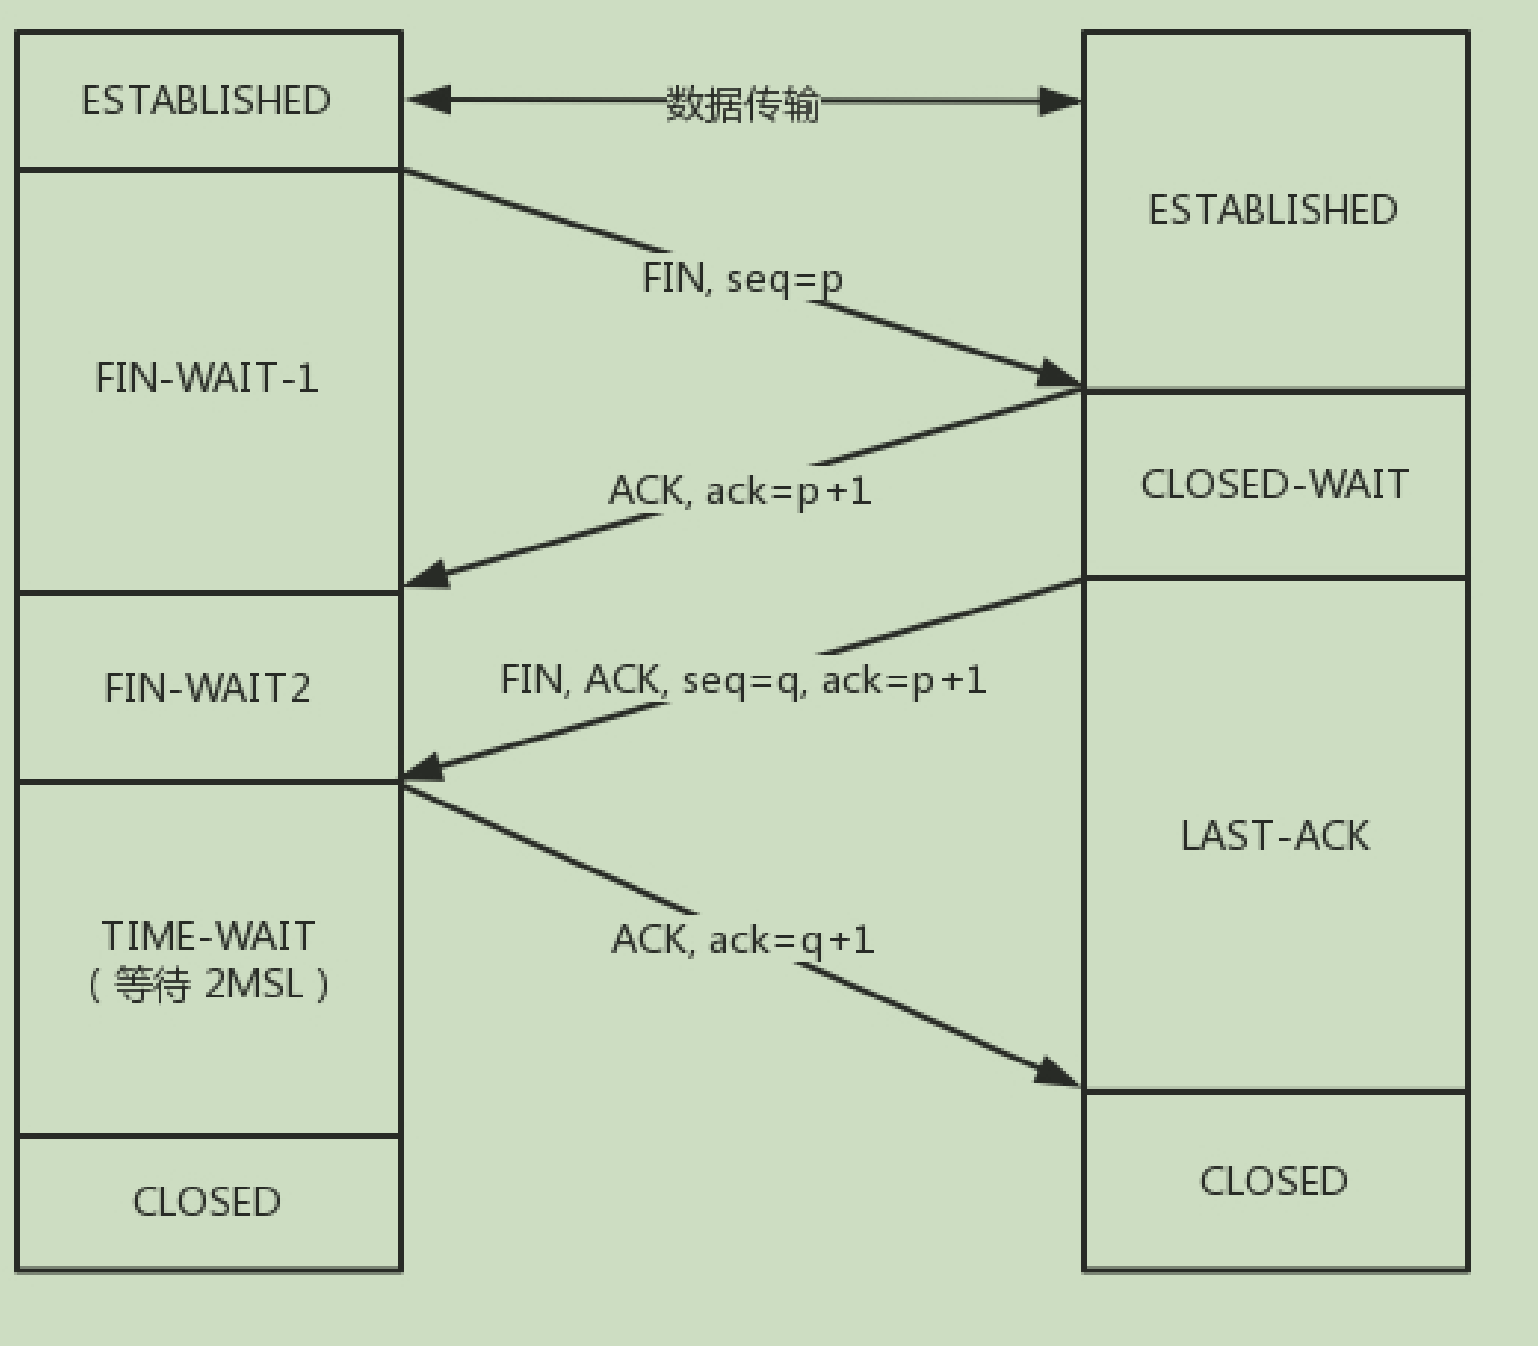 ESTABLISHED
数据传输
ESTABLISHED
FIN, seq=p
FIN-WAIT-1
ACK, ack=p+1
CLOSED-WAIT
FIN-WAIT2
FIN, ACK, seq=q, ack=p+1
LAST-ACK
TIME-WAIT
( 等待 2MSL )
ACK, ack=q+1
CLOSED
CLOSED